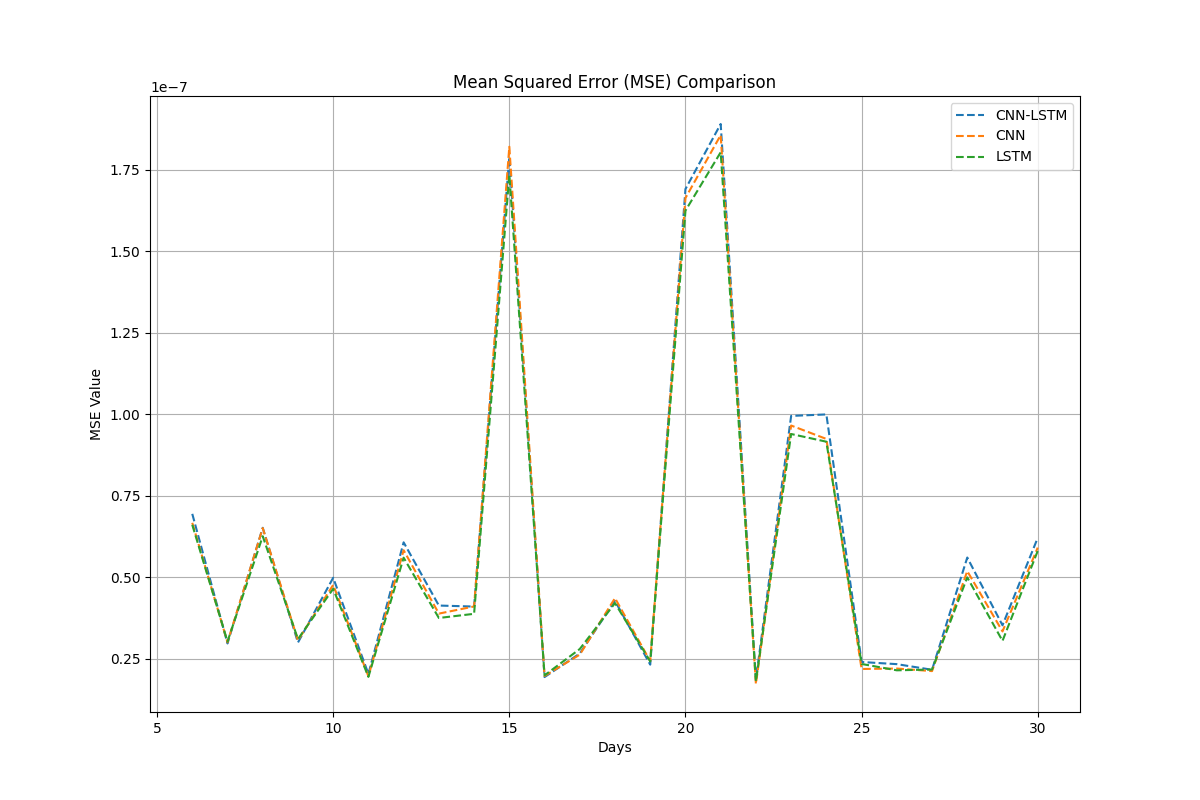 Mean Squared Error (MSE) Comparison
1e−7
CNN-LSTM
CNN
LSTM
1.75
1.50
1.25
1.00
0.75
0.50
0.25
MSE Value
5 10 15 20 25 30
Days